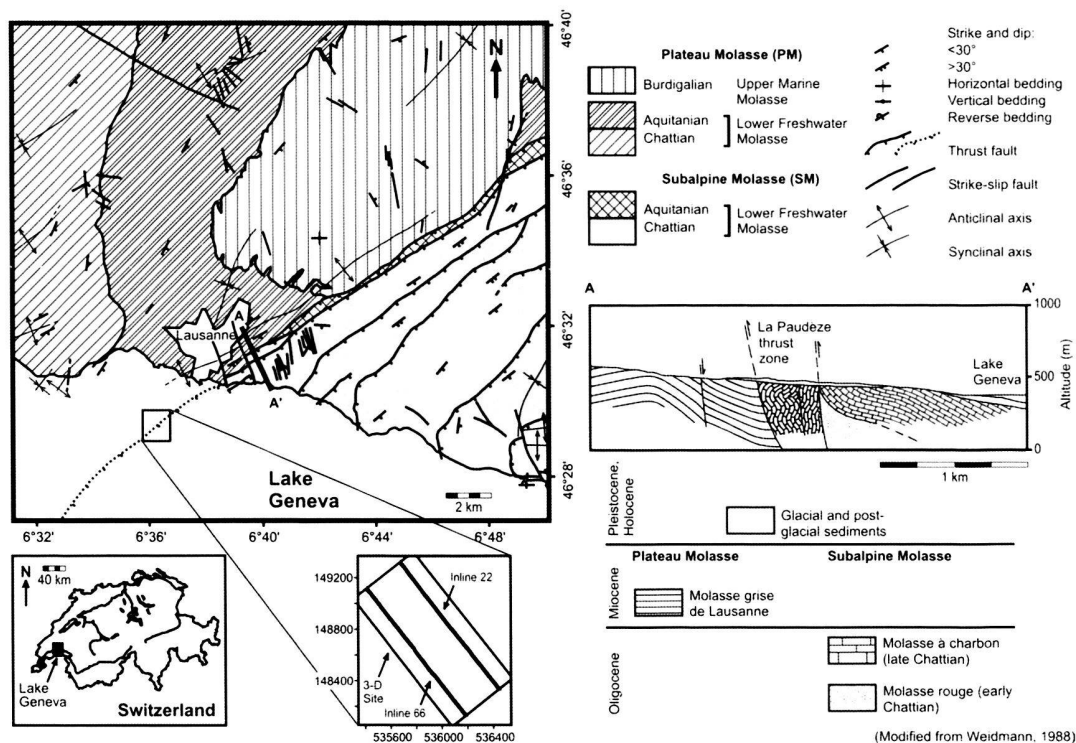 N
46°40'
46°36'
46°32'
46°28'
Lausanne
A
A'
Lake
Geneva
2 km
6°32'
6°36'
6°40'
6°44'
6°48'
Plateau Molasse (PM)
Burdigalian
Upper Marine
Molasse
Aquitanian
Chattian
Lower Freshwater
Molasse
Subalpine Molasse (SM)
Aquitanian
Chattian
Lower Freshwater
Molasse
Strike and dip:
<30°
>30°
Horizontal bedding
Vertical bedding
Reverse bedding
Thrust fault
Strike-slip fault
Anticlinal axis
Synclinal axis
A
A'
La Paudèze
thrust
zone
Lake
Geneva
1000
500
0
Altitude (m)
1 km
Pleistocene,
Holocene
Glacial and post-
glacial sediments
Plateau Molasse
Subalpine Molasse
Miocene
Molasse grise
de Lausanne
Oligocene
Molasse à charbon
(late Chattian)
Molasse rouge (early
Chattian)
(Modified from Weidmann, 1988)
N
40 km
Lake
Geneva
Switzerland
149200
148800
148400
Inline 22
3-D
Site
Inline 66
535600
536000
536400